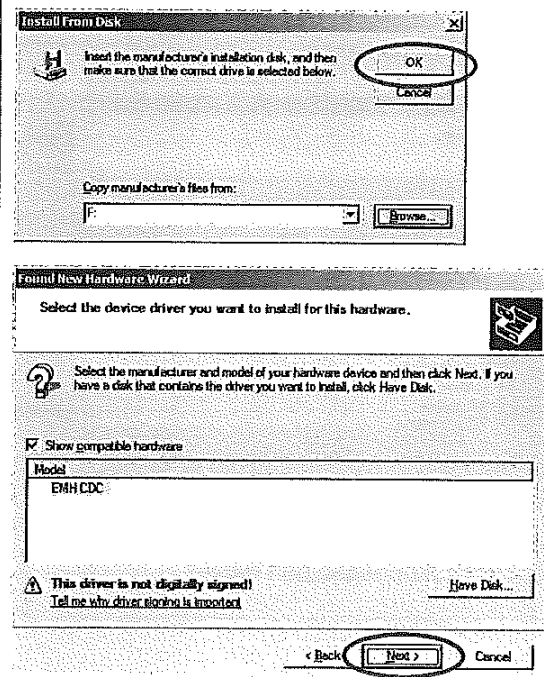 Install From Disk
Insert the manufacturer's installation disk, and then
make sure that the correct drive is selected below.
OK
Cancel
Copy manufacturer's files from:
F:
Browse...
Found New Hardware Wizard
Select the device driver you want to install for this hardware.
Select the manufacturer and model of your hardware device and then click Next. If you
have a disk that contains the driver you want to install, click Have Disk.
Show compatible hardware
Model
EMH CDC
This driver is not digitally signed!
Tell me why driver signing is important
Have Disk...
< Back
Next >
Cancel